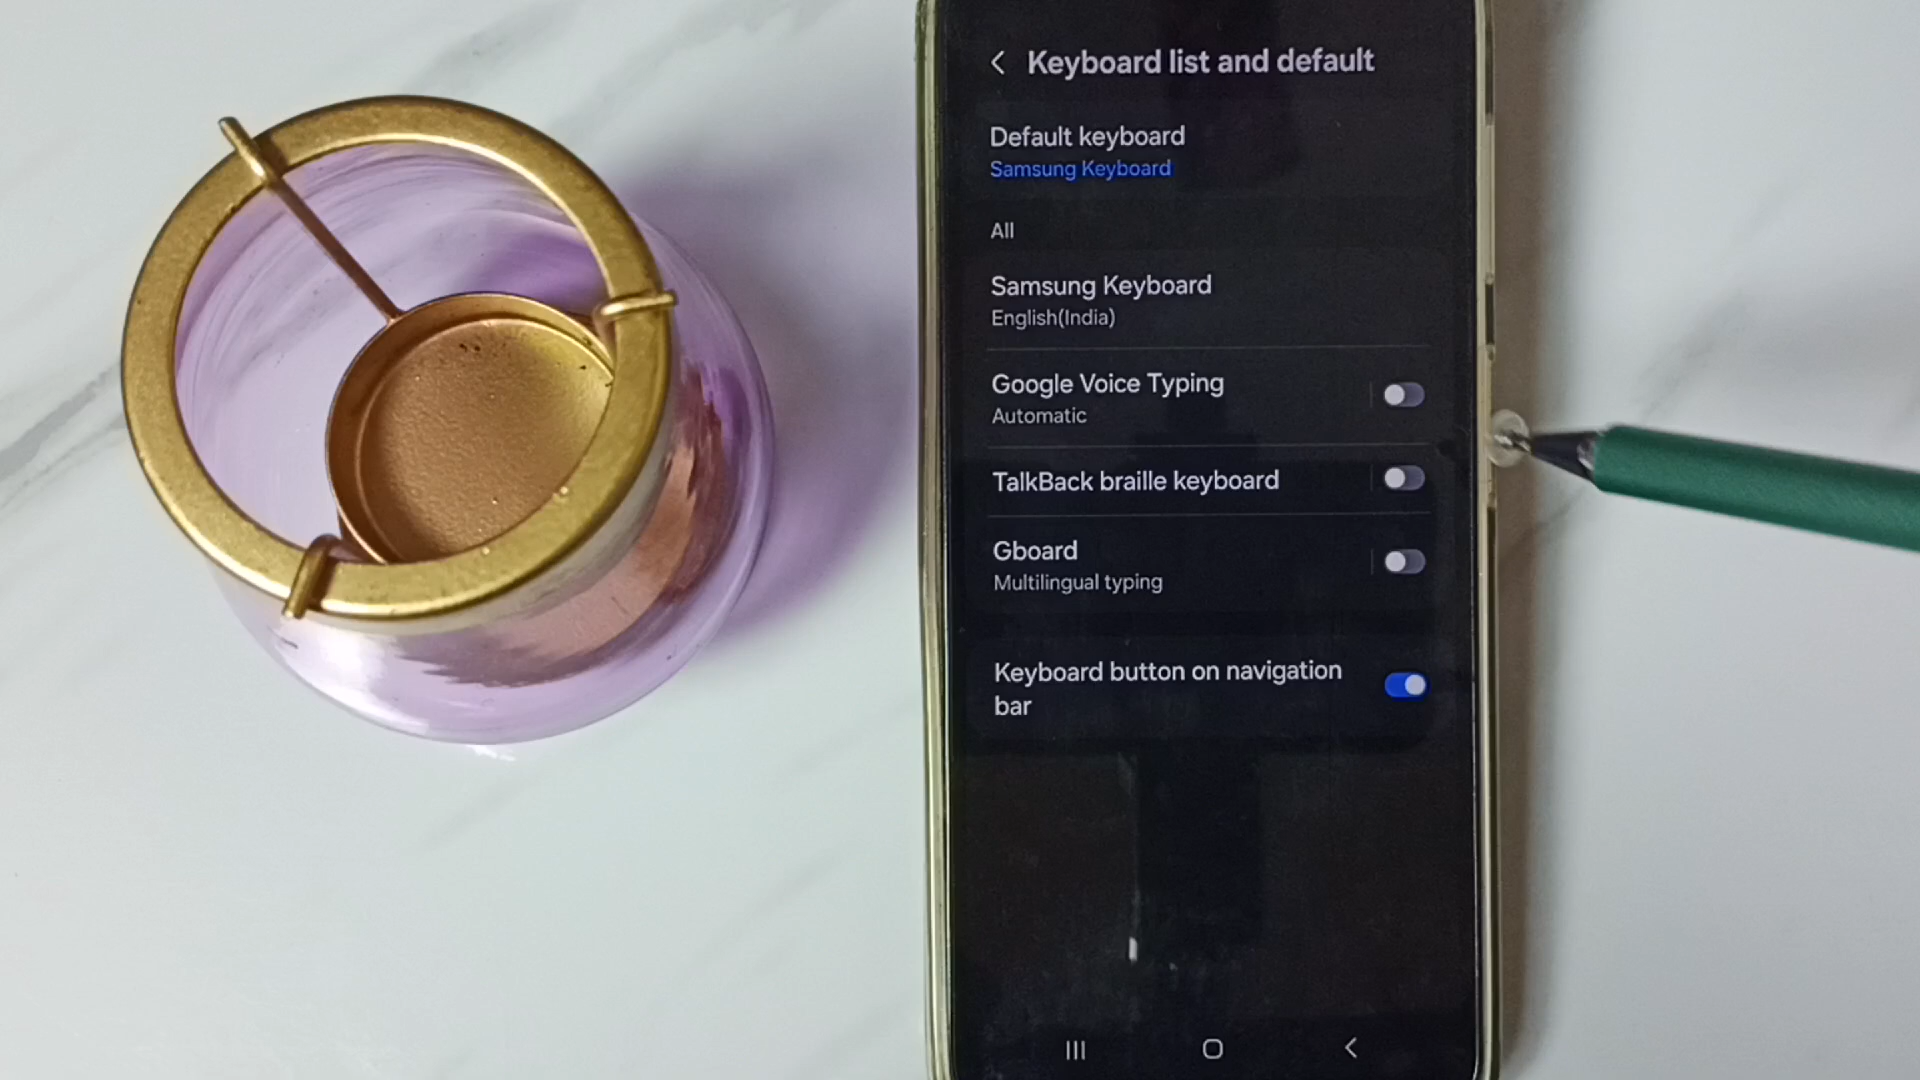 Keyboard list and default
Default keyboard
Samsung Keyboard
All
Samsung Keyboard
English(India)
Google Voice Typing
Automatic
TalkBack braille keyboard
Gboard
Multilingual typing
Keyboard button on navigation
bar